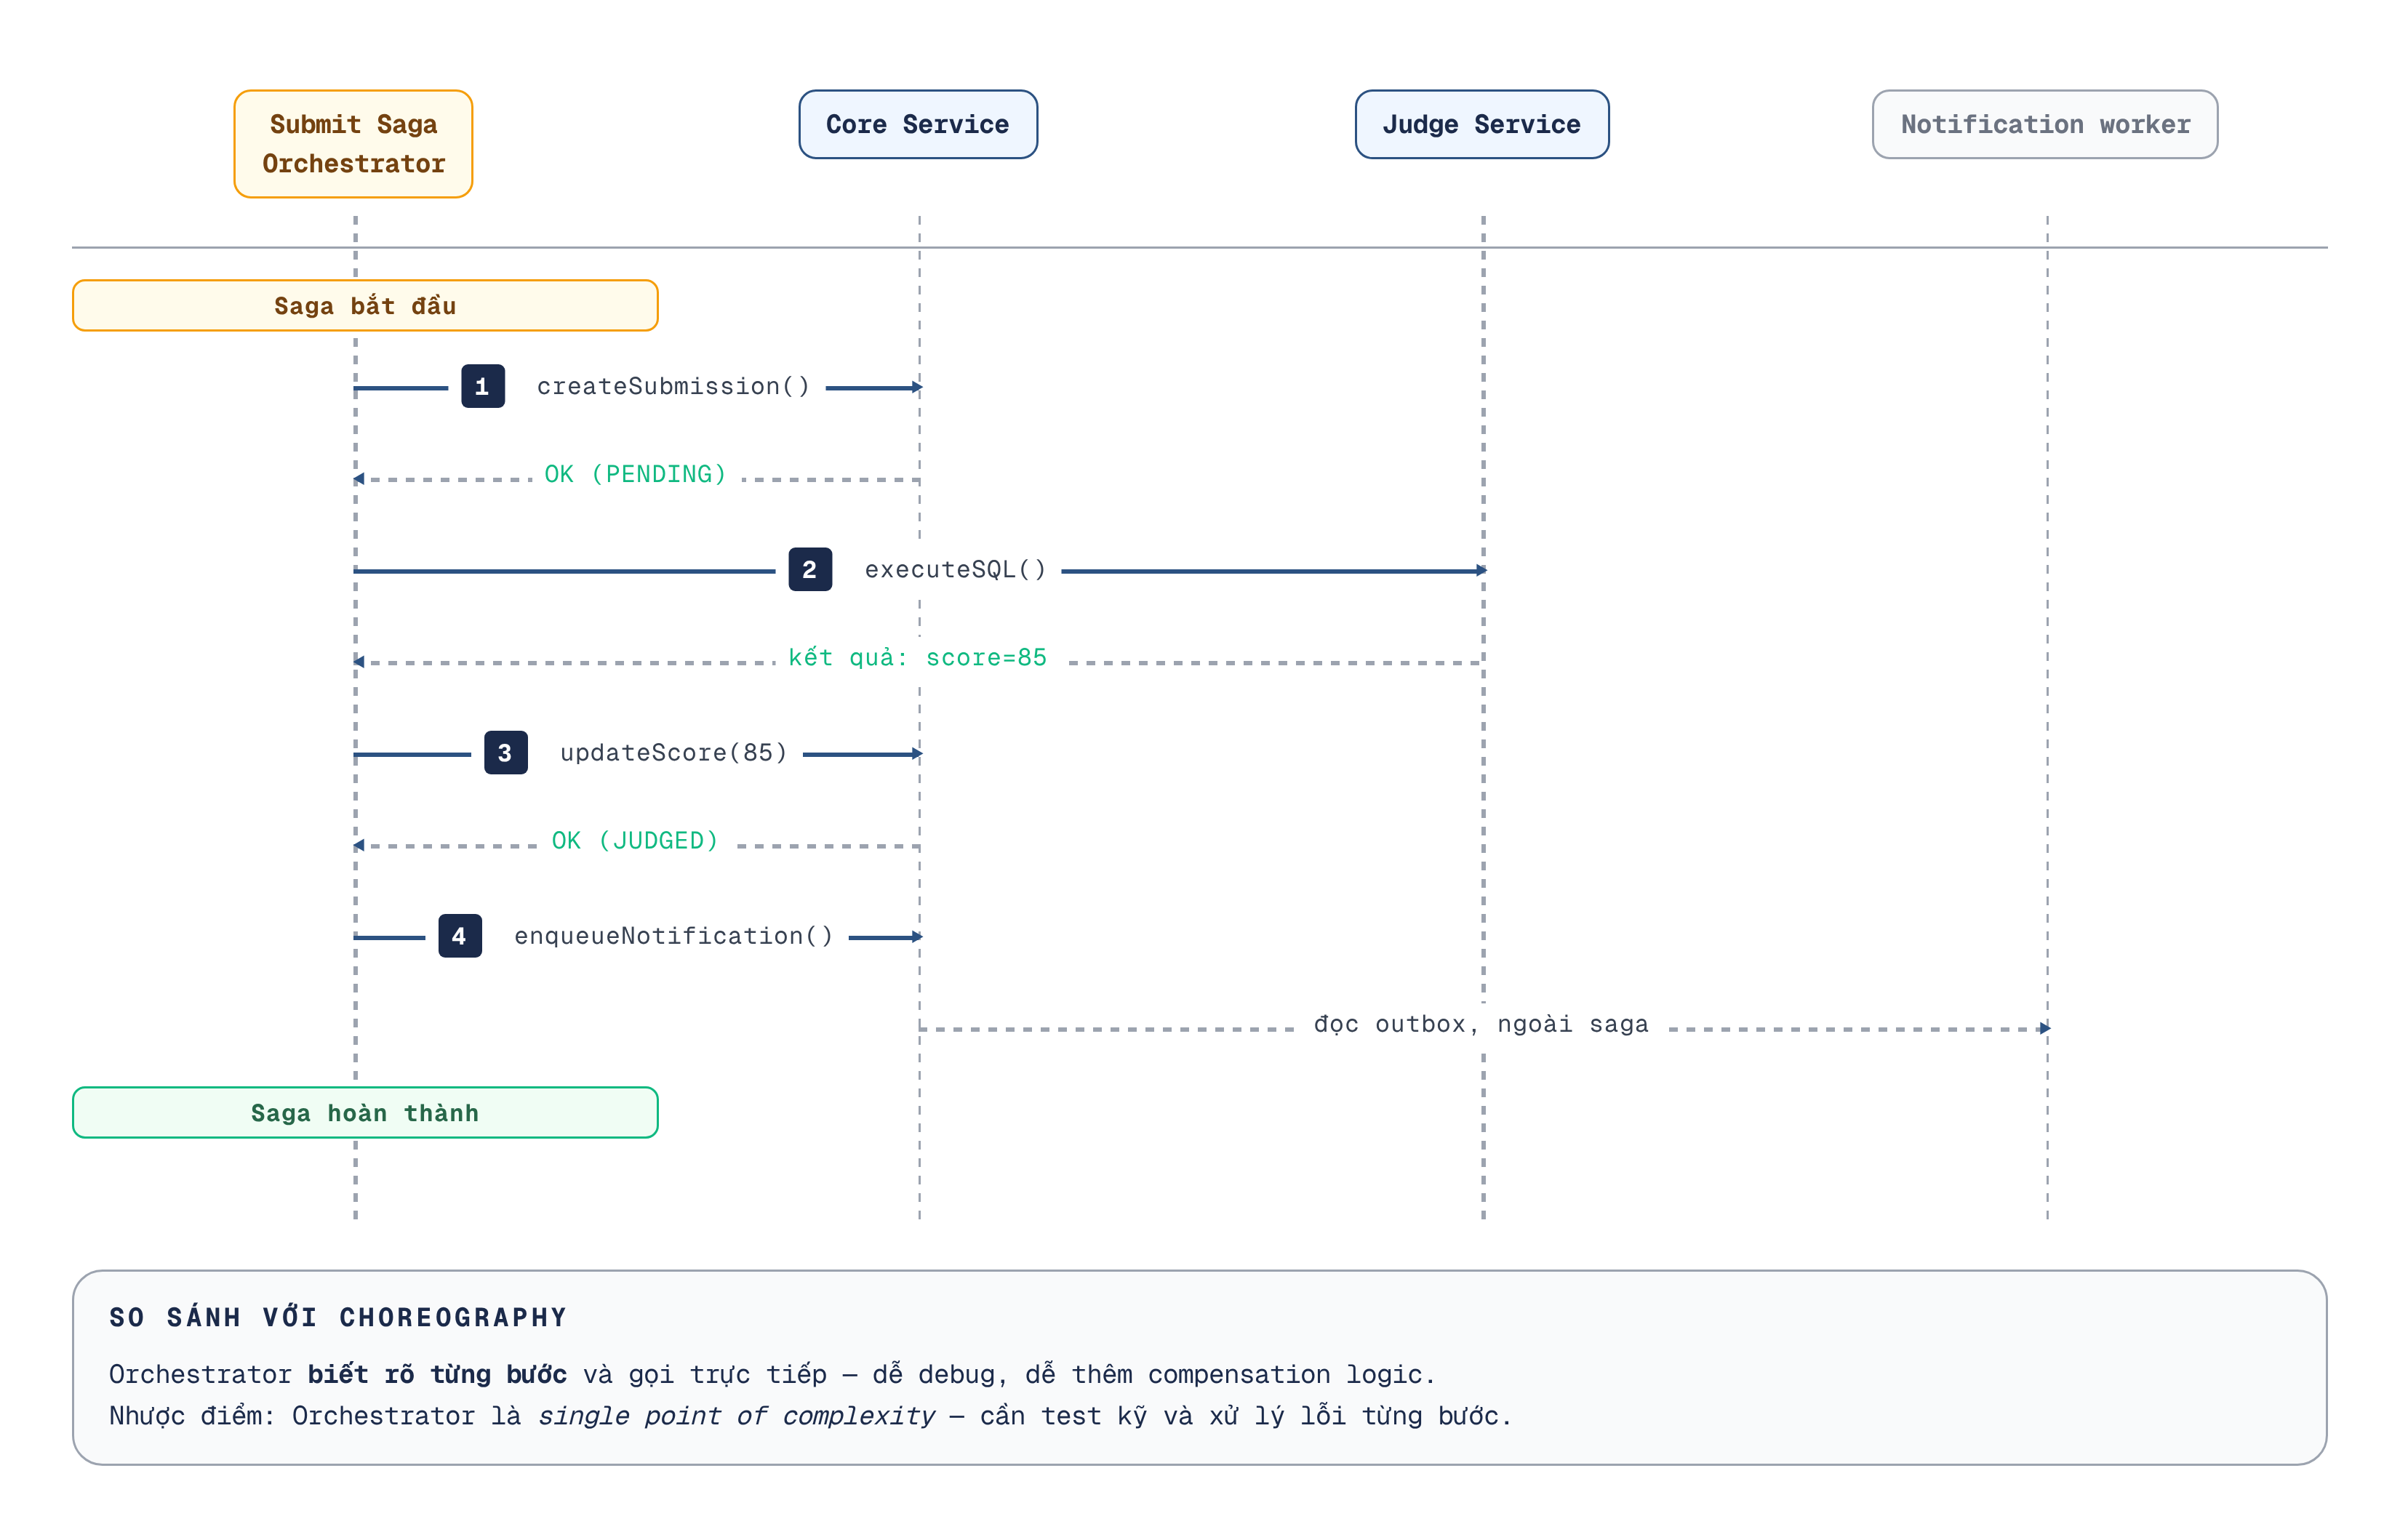 Submit Saga
Orchestrator
Core Service
Judge Service
Notification worker
Saga bắt đầu
1 createSubmission()
OK (PENDING)
2 executeSQL()
kết quả: score=85
3 updateScore(85)
OK (JUDGED)
4 enqueueNotification()
đọc outbox, ngoài saga
Saga hoàn thành
SO SÁNH VỚI CHOREOGRAPHY
Orchestrator biết rõ từng bước và gọi trực tiếp — dễ debug, dễ thêm compensation logic.
Nhược điểm: Orchestrator là single point of complexity — cần test kỹ và xử lý lỗi từng bước.